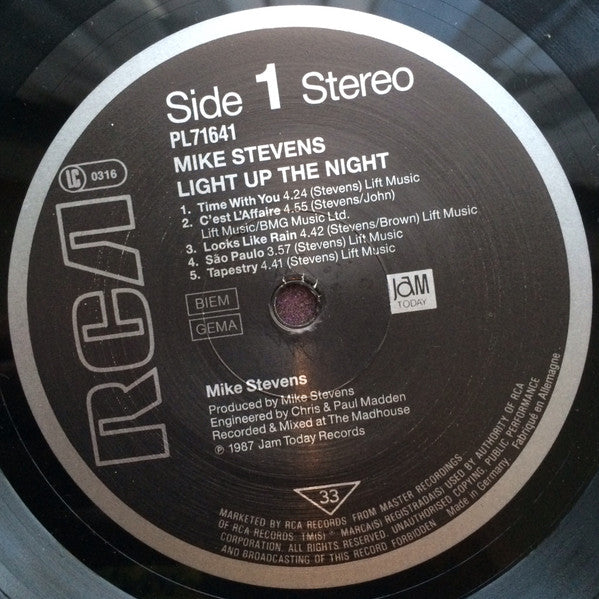 Side 1 Stereo
PL71641
MIKE STEVENS
LIGHT UP THE NIGHT
1. Time With You 4.24 (Stevens) Lift Music
2. C'est L'Affaire 4.55 (Stevens/John)
Lift Music/BMG Music Ltd.
3. Looks Like Rain 4.42 (Stevens/Brown) Lift Music
4. São Paulo 3.57 (Stevens) Lift Music
5. Tapestry 4.41 (Stevens) Lift Music
LC 0316
RCA
BIEM
GEMA
JAM
TODAY
Mike Stevens
Produced by Mike Stevens
Engineered by Chris & Paul Madden
Recorded & Mixed at The Madhouse
℗ 1987 Jam Today Records
33
MARKETED BY RCA RECORDS FROM MASTER RECORDINGS
OF RCA RECORDS. TM(S) ® MARCA(S) REGISTRADA(S) USED BY AUTHORITY OF RCA
CORPORATION. ALL RIGHTS RESERVED. UNAUTHORISED COPYING, PUBLIC PERFORMANCE
AND BROADCASTING OF THIS RECORD FORBIDDEN Made in Germany. Fabriqué en Allemagne.